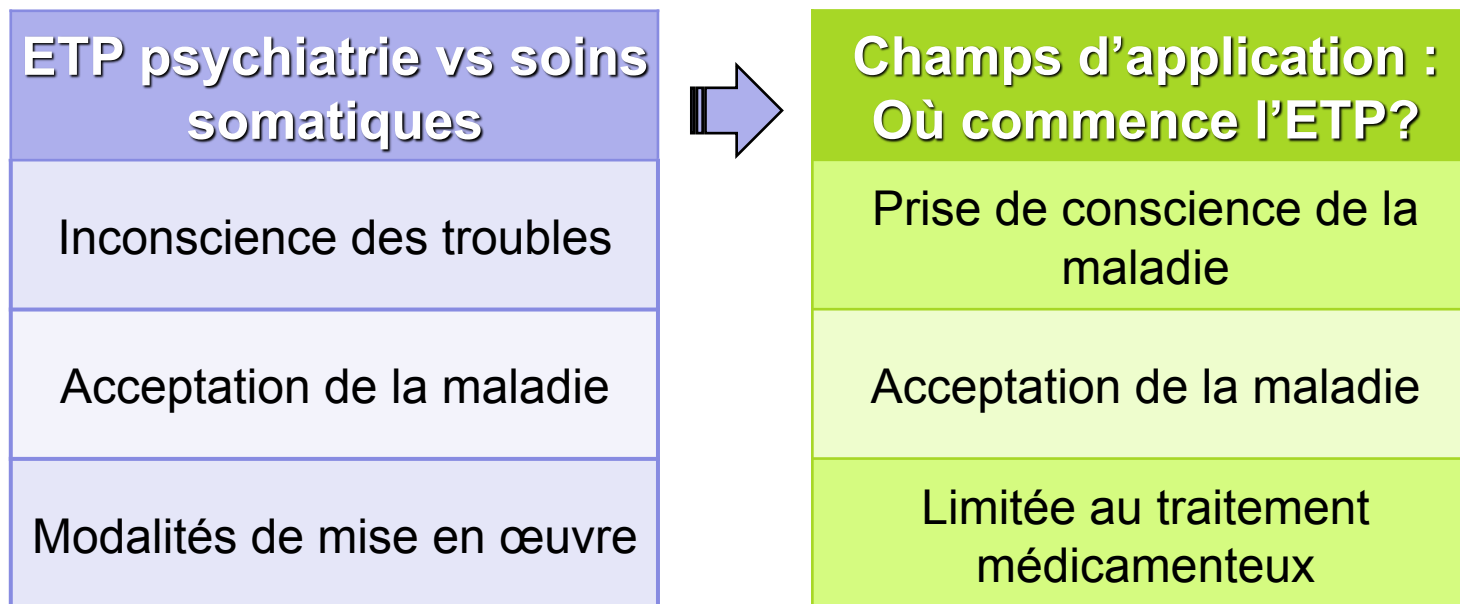 ETP psychiatrie vs soins
somatiques
Inconscience des troubles
Acceptation de la maladie
Modalités de mise en œuvre
Champs d’application :
Où commence l’ETP?
Prise de conscience de la
maladie
Acceptation de la maladie
Limitée au traitement
médicamenteux